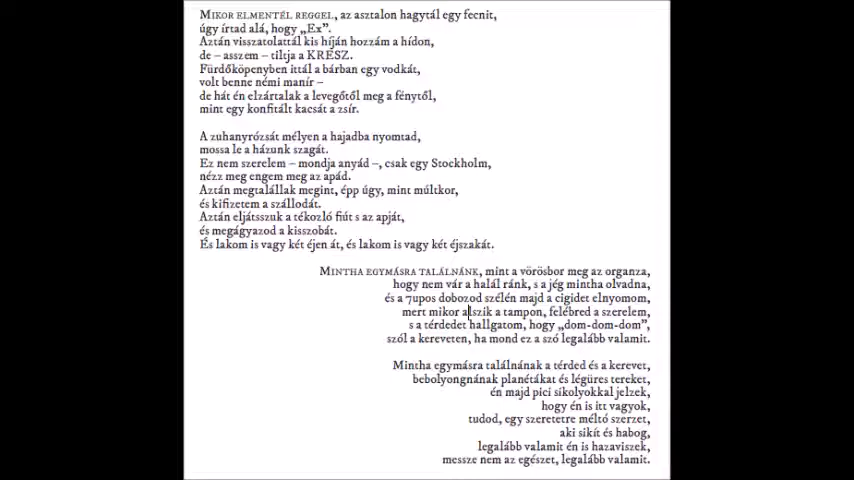 MIKOR ELMENTÉL REGGEL, az asztalon hagytál egy fecnit,
úgy írtad alá, hogy „Ex”.
Aztán visszatolattál kis híján hozzám a hídon,
de – asszem – tiltja a KRESZ.
Fürdőköpenyben ittál a bárban egy vodkát,
volt benne némi manír –
de hát én elzártalak a levegőtől meg a fénytől,
mint egy konfitált kacsát a zsír.
A zuhanyrózsát mélyen a hajadba nyomtad,
mossa le a házunk szagát.
Ez nem szerelem – mondja anyád –, csak egy Stockholm,
nézz meg engem meg az apád.
Aztán megtalállak megint, épp úgy, mint múltkor,
és kifizetem a szállodát.
Aztán eljátsszuk a tékozló fiút s az apját,
és megágyazod a kisszobát.
És lakom is vagy két éjen át, és lakom is vagy két éjszakát.
MINTHA EGYMÁSRA TALÁLNÁNK, mint a vörösbor meg az organza,
hogy nem vár a halál ránk, s a jég mintha olvadna,
és a 7upos dobozod szélén majd a cigidet elnyomom,
mert mikor alszik a tampon, felébred a szerelem,
s a térdedet hallgatom, hogy „dom-dom-dom”,
szól a kereveten, ha mond ez a szó legalább valamit.
Mintha egymásra találnának a térded és a kerevet,
bebolyongnának planétákat és légüres tereket,
én majd pici sikolyokkal jelzek,
hogy én is itt vagyok,
tudod, egy szeretetre méltó szerzet,
aki sikít és habog,
legalább valamit én is hazaviszek,
messze nem az egészet, legalább valamit.